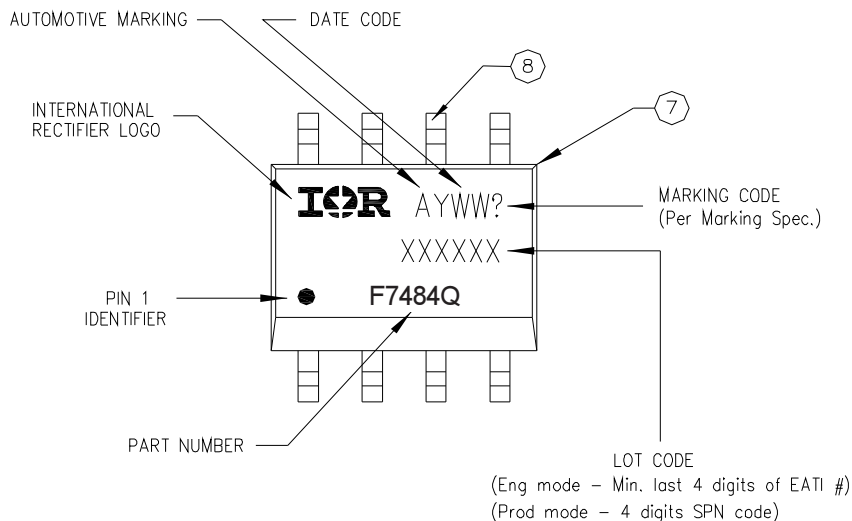 AUTOMOTIVE MARKING
DATE CODE
8
7
INTERNATIONAL
RECTIFIER LOGO
IOR
AYWW?
MARKING CODE
(Per Marking Spec.)
XXXXXX
PIN 1
IDENTIFIER
F7484Q
PART NUMBER
LOT CODE
(Eng mode – Min. last 4 digits of EATI #)
(Prod mode – 4 digits SPN code)